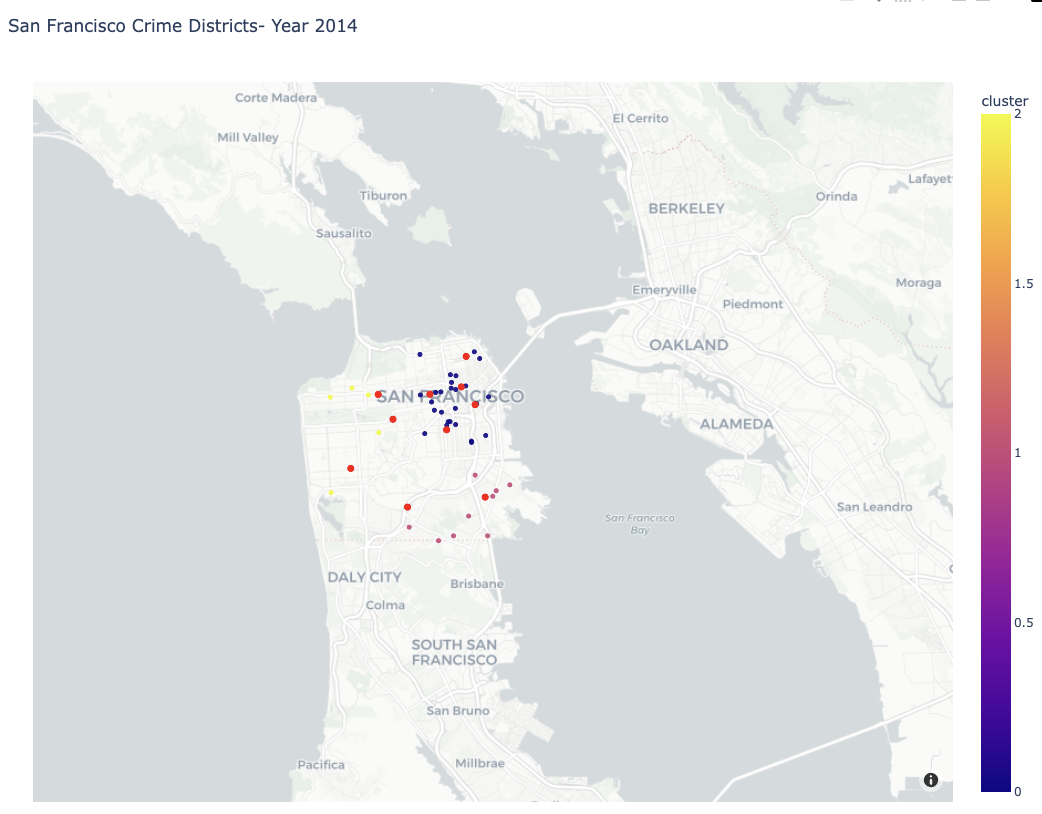 San Francisco Crime Districts- Year 2014
cluster
2
1.5
1
0.5
0
Corte Madera
El Cerrito
Mill Valley
Lafayet
Tiburon
Orinda
BERKELEY
Sausalito
Moraga
Emeryville
Piedmont
OAKLAND
SAN FRANCISCO
ALAMEDA
San Leandro
San Francisco
Bay
DALY CITY
Brisbane
Colma
SOUTH SAN
FRANCISCO
San Bruno
Pacifica
Millbrae